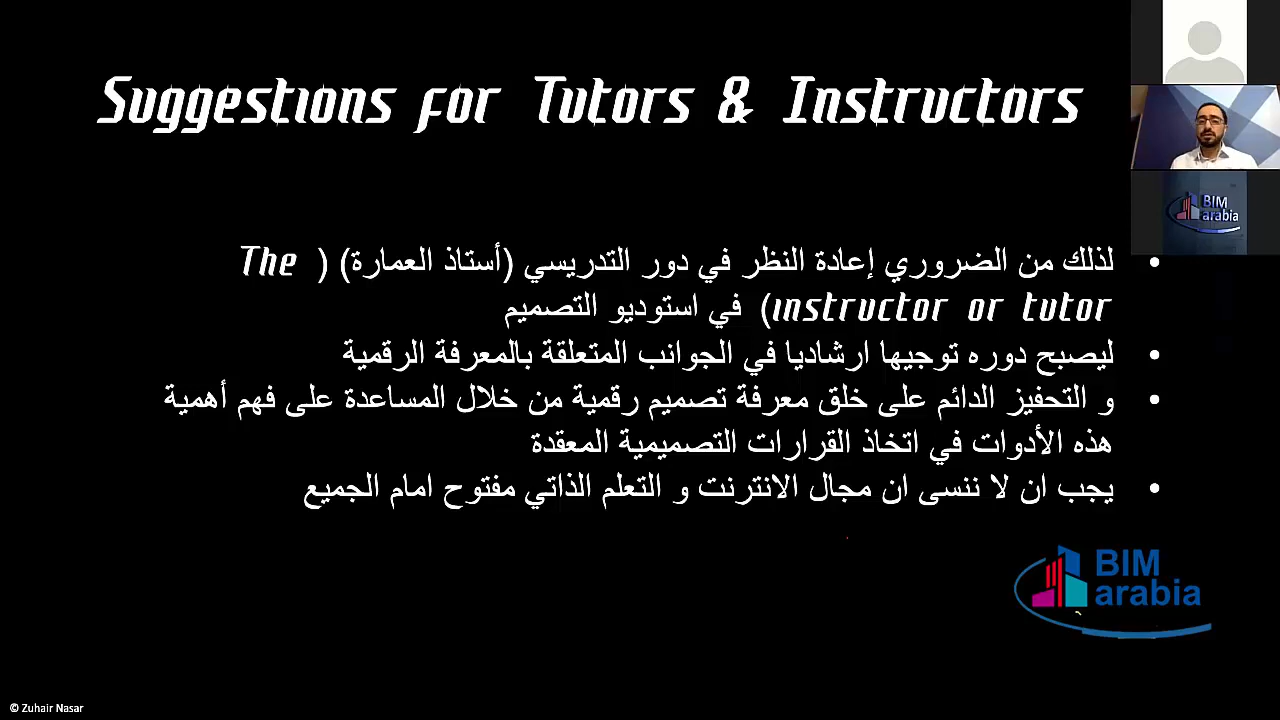 Suggestions for Tutors & Instructors
BIM
arabia
• لذلك من الضروري إعادة النظر في دور التدريسي (أستاذ العمارة) ( The
instructor or tutor) في استوديو التصميم
• ليصبح دوره توجيها ارشاديا في الجوانب المتعلقة بالمعرفة الرقمية
• و التحفيز الدائم على خلق معرفة تصميم رقمية من خلال المساعدة على فهم أهمية
هذه الأدوات في اتخاذ القرارات التصميمية المعقدة
• يجب ان لا ننسى ان مجال الانترنت و التعلم الذاتي مفتوح امام الجميع
BIM
arabia
© Zuhair Nasar